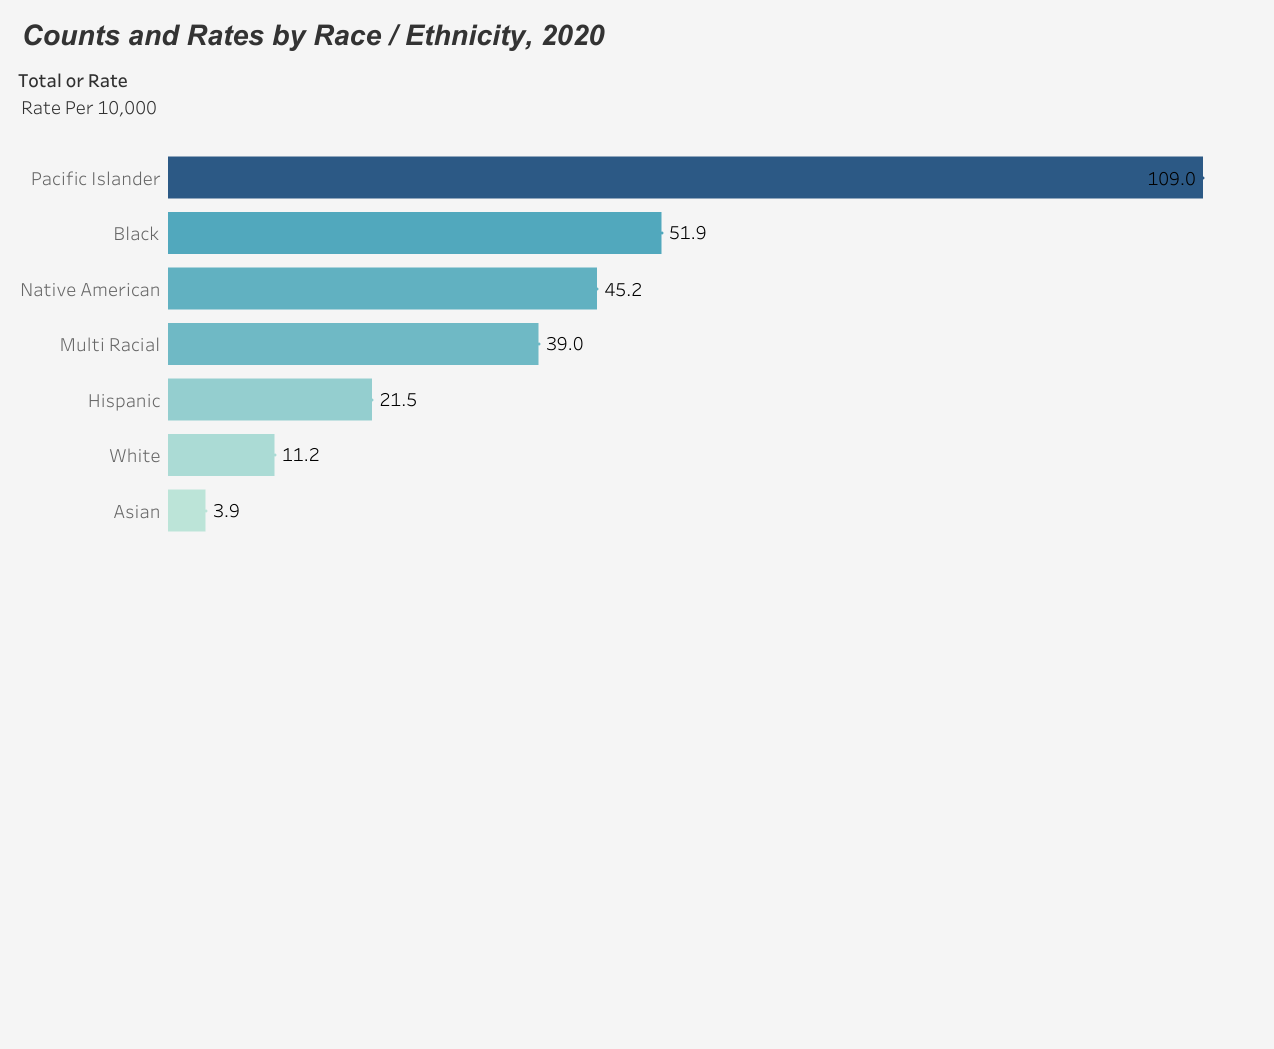 Counts and Rates by Race / Ethnicity, 2020
Total or Rate
Rate Per 10,000
Pacific Islander 109.0
Black 51.9
Native American 45.2
Multi Racial 39.0
Hispanic 21.5
White 11.2
Asian 3.9